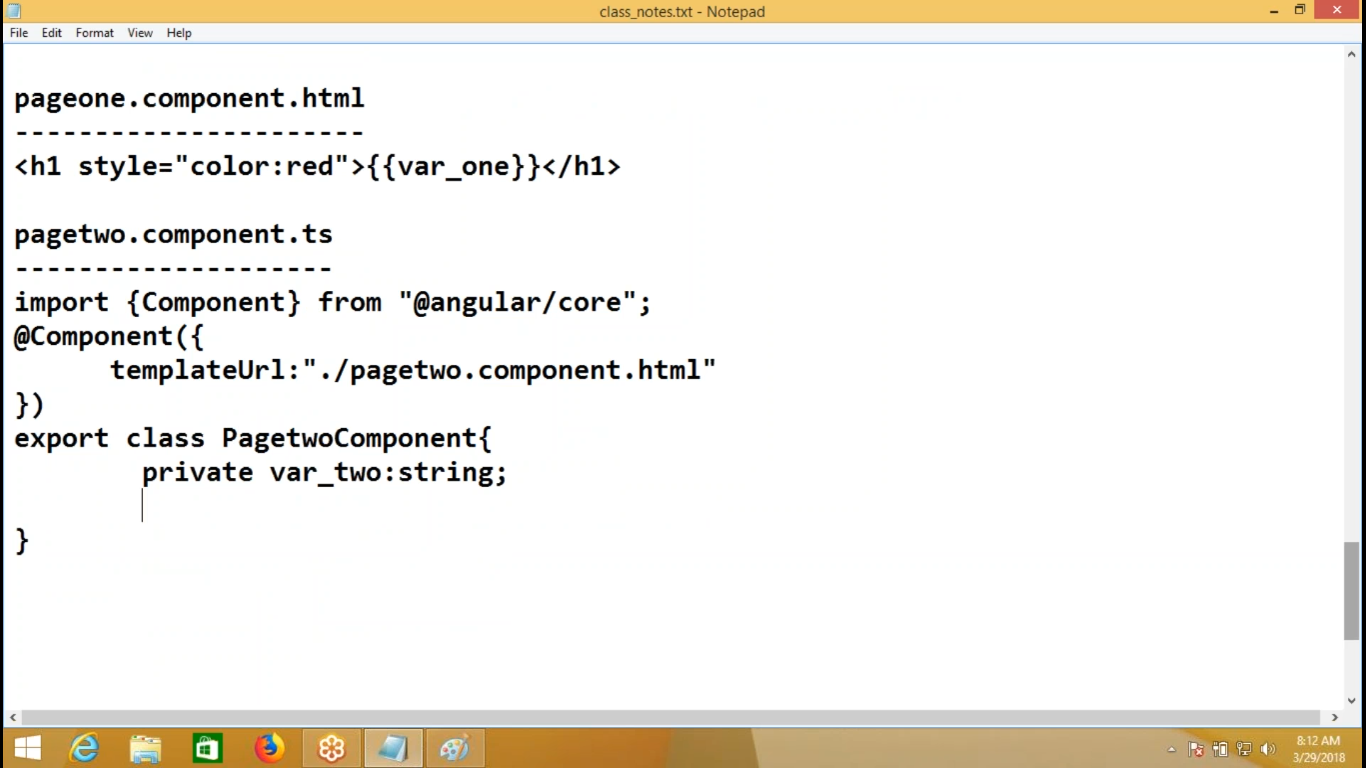 class_notes.txt - Notepad
File Edit Format View Help
pageone.component.html
----------------------
<h1 style="color:red">{{var_one}}</h1>
pagetwo.component.ts
--------------------
import {Component} from "@angular/core";
@Component({
      templateUrl:"./pagetwo.component.html"
})
export class PagetwoComponent{
        private var_two:string;
}
8:12 AM
3/29/2018